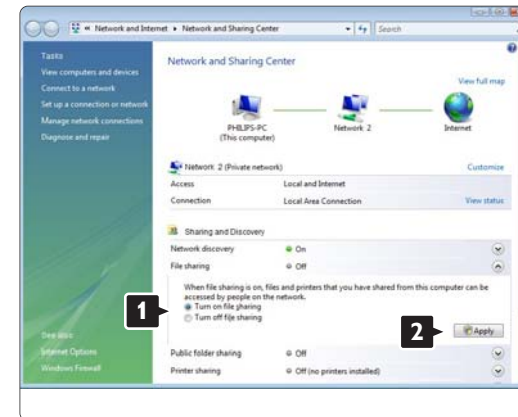 Network and Internet ▸ Network and Sharing Center
Search
Tasks
View computers and devices
Connect to a network
Set up a connection or network
Manage network connections
Diagnose and repair
See also
Internet Options
Windows Firewall
Network and Sharing Center
View full map
PHILIPS-PC
(This computer)
Network 2
Internet
Network 2 (Private network)
Customize
Access
Local and Internet
Connection
Local Area Connection
View status
Sharing and Discovery
Network discovery
On
File sharing
Off
When file sharing is on, files and printers that you have shared from this computer can be
accessed by people on the network.
1
Turn on file sharing
Turn off file sharing
2
Apply
Public folder sharing
Off
Printer sharing
Off (no printers installed)